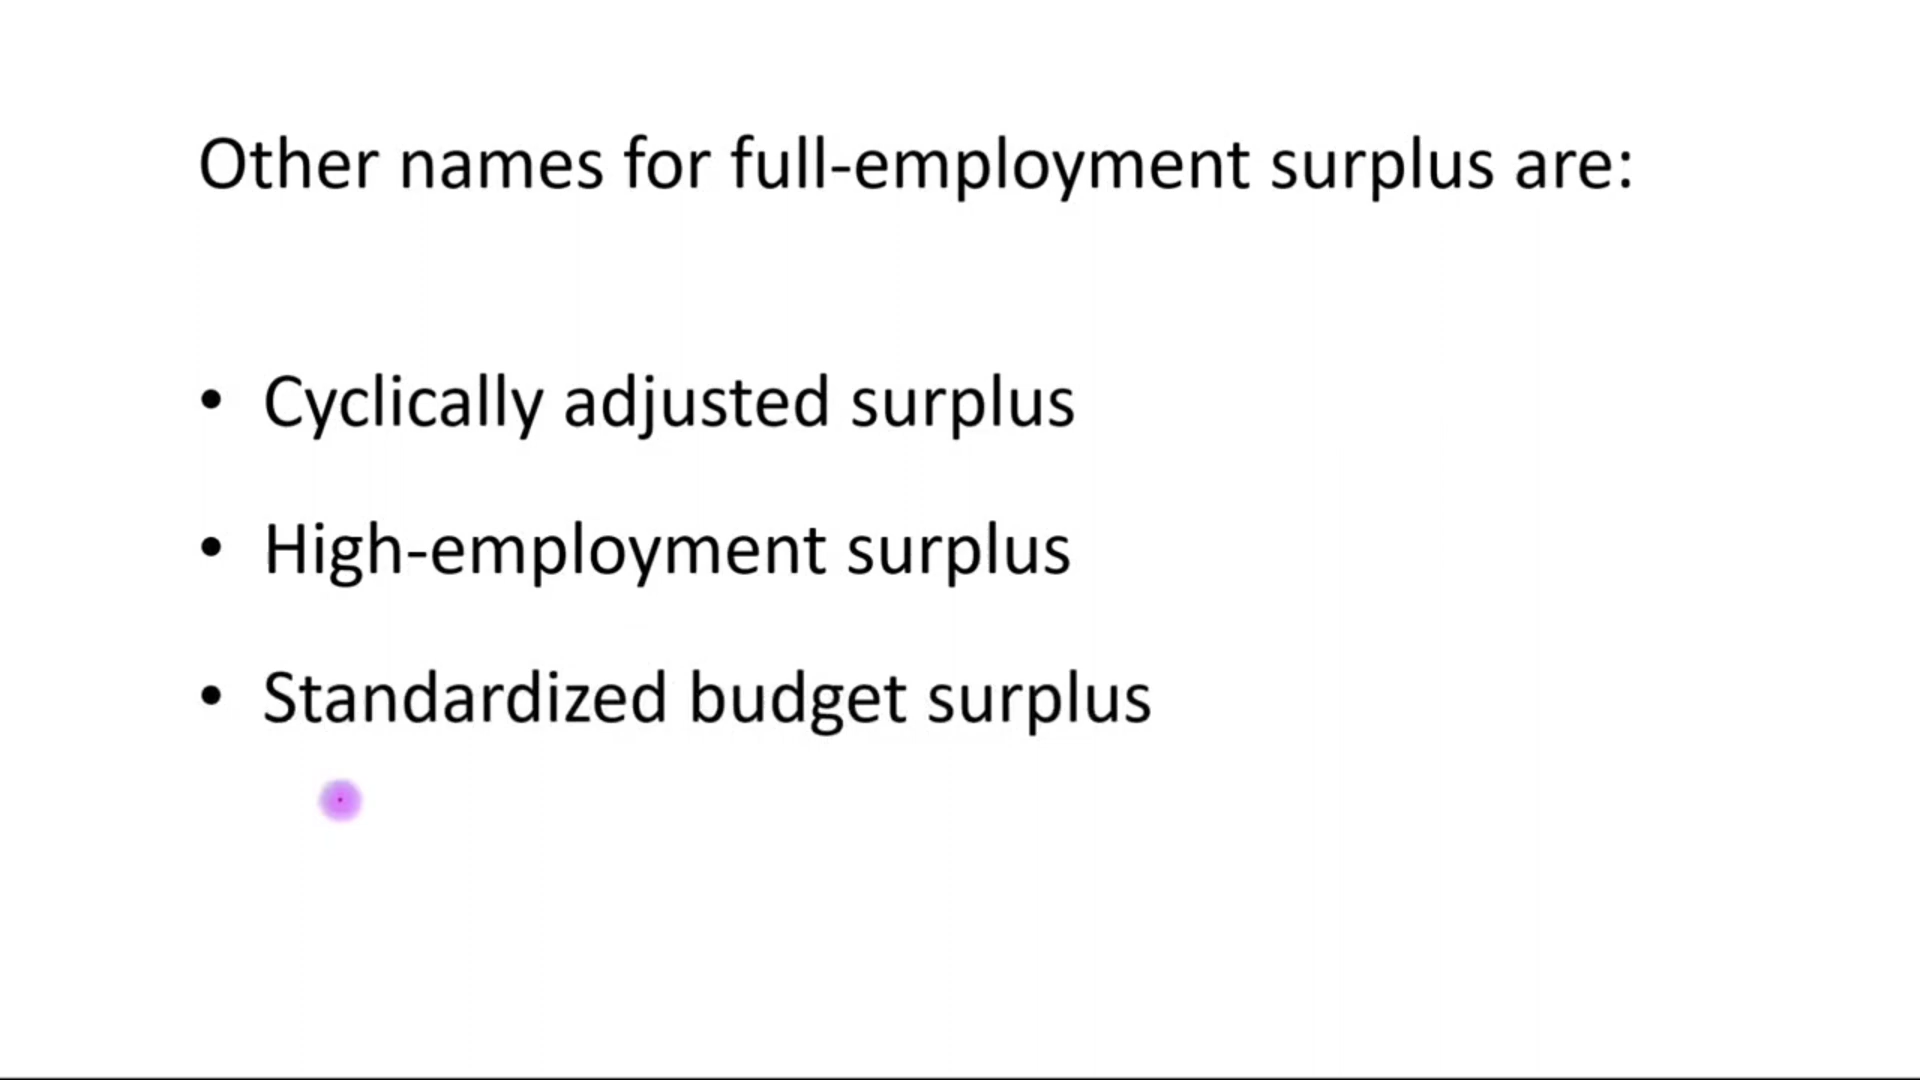 Other names for full-employment surplus are:
• Cyclically adjusted surplus
• High-employment surplus
• Standardized budget surplus